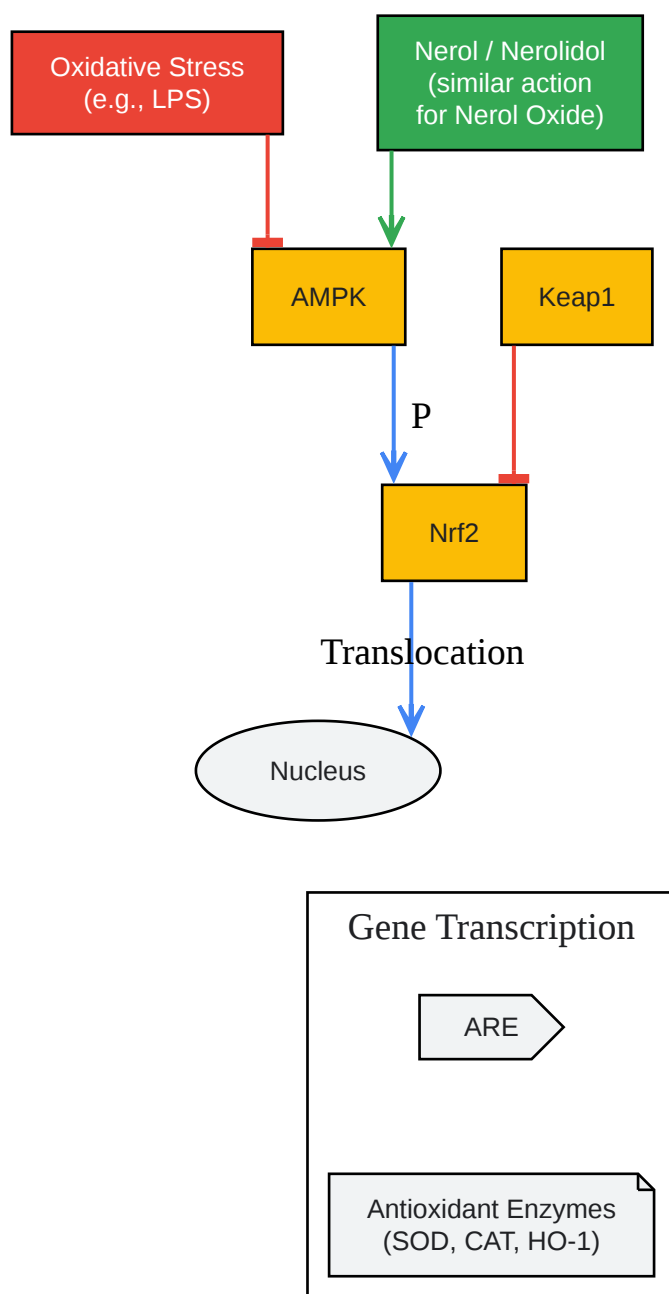 Oxidative Stress
(e.g., LPS)
Nerol / Nerolidol
(similar action
for Nerol Oxide)
AMPK
Keap1
P
Nrf2
Translocation
Nucleus
Gene Transcription
ARE
Antioxidant Enzymes
(SOD, CAT, HO-1)